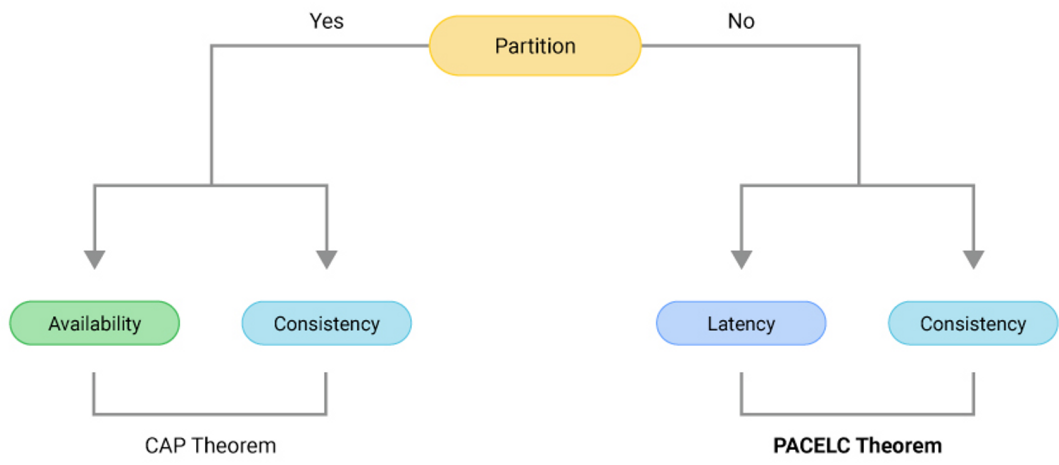 Yes
Partition
No
Availability
Consistency
Latency
Consistency
CAP Theorem
PACELC Theorem